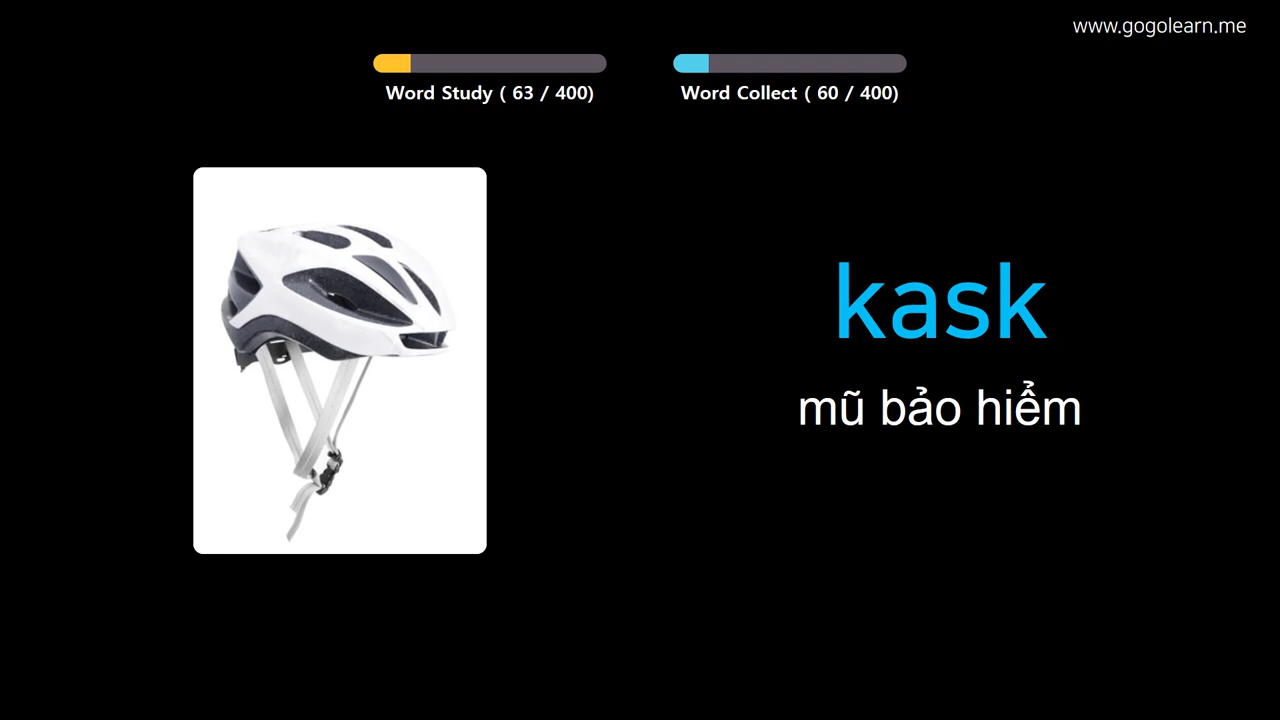 www.gogolearn.me
Word Study ( 63 / 400)
Word Collect ( 60 / 400)
kask
mũ bảo hiểm